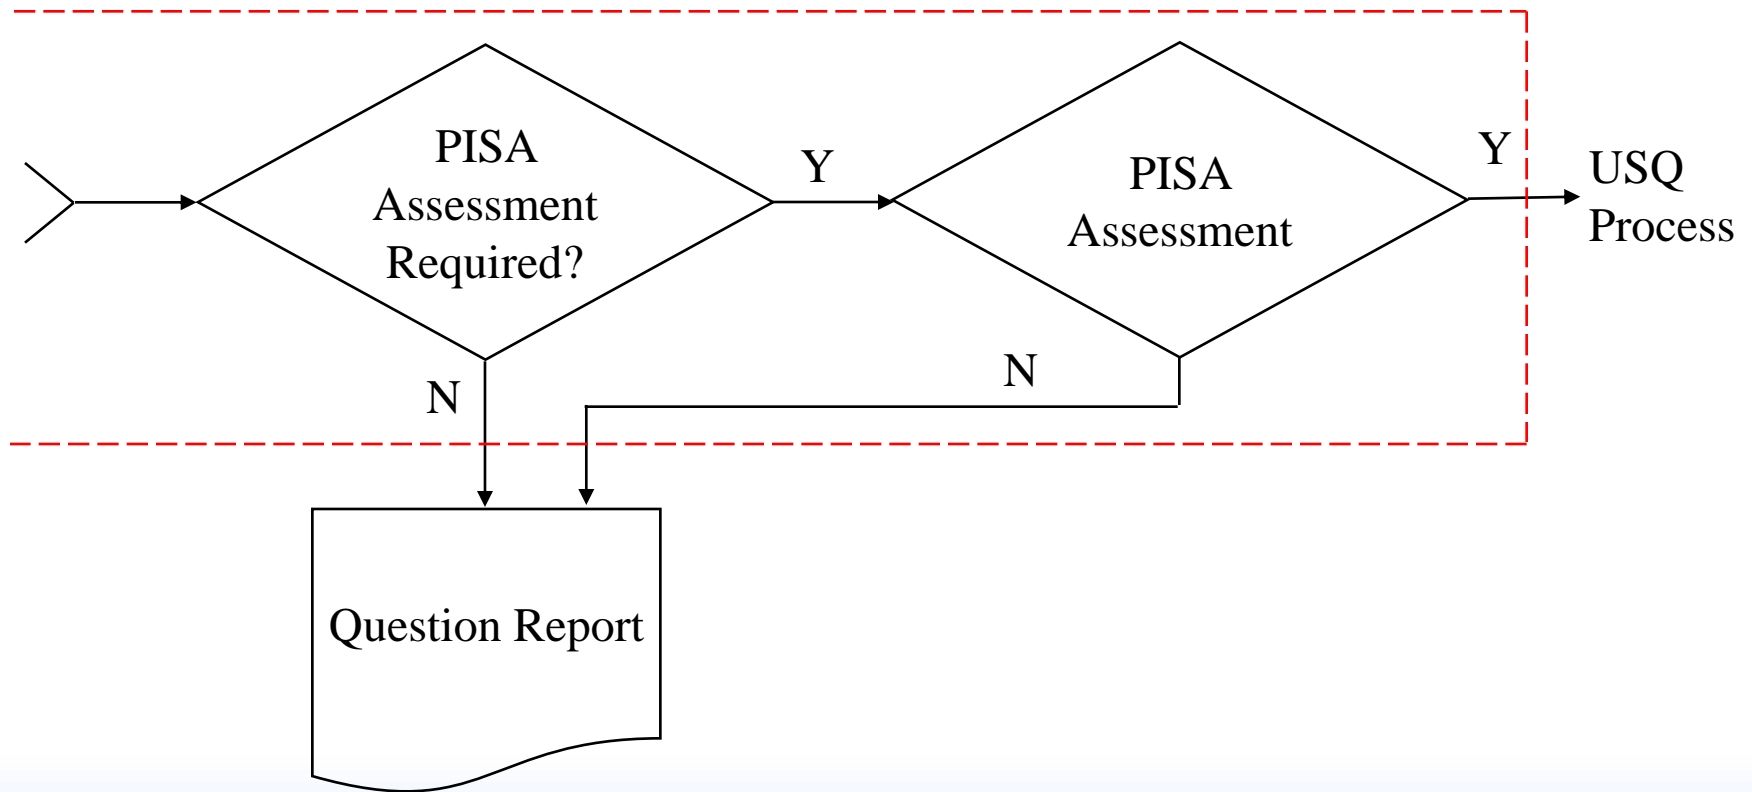 PISA
Assessment
Required?
Y
PISA
Assessment
Y
USQ
Process
N
N
Question Report